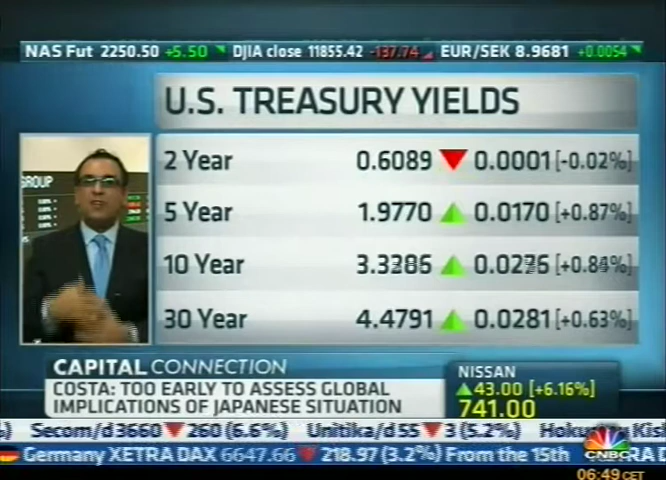 NAS Fut 2250.50 +5.50 DJIA close 11855.42 -137.74 EUR/SEK 8.9681 +0.0054
U.S. TREASURY YIELDS
2 Year 0.6089 0.0001 [-0.02%]
5 Year 1.9770 0.0170 [+0.87%]
10 Year 3.3285 0.0275 [+0.84%]
30 Year 4.4791 0.0281 [+0.63%]
GROUP
CAPITAL CONNECTION
COSTA: TOO EARLY TO ASSESS GLOBAL
IMPLICATIONS OF JAPANESE SITUATION
NISSAN
43.00 [+6.16%]
741.00
Secom/d 3660 260 (6.6%) Unitika/d 55 3 (5.2%)
Germany XETRA DAX 6647.66 218.97 (3.2%) From the 15th
CNBC
06:49 CET